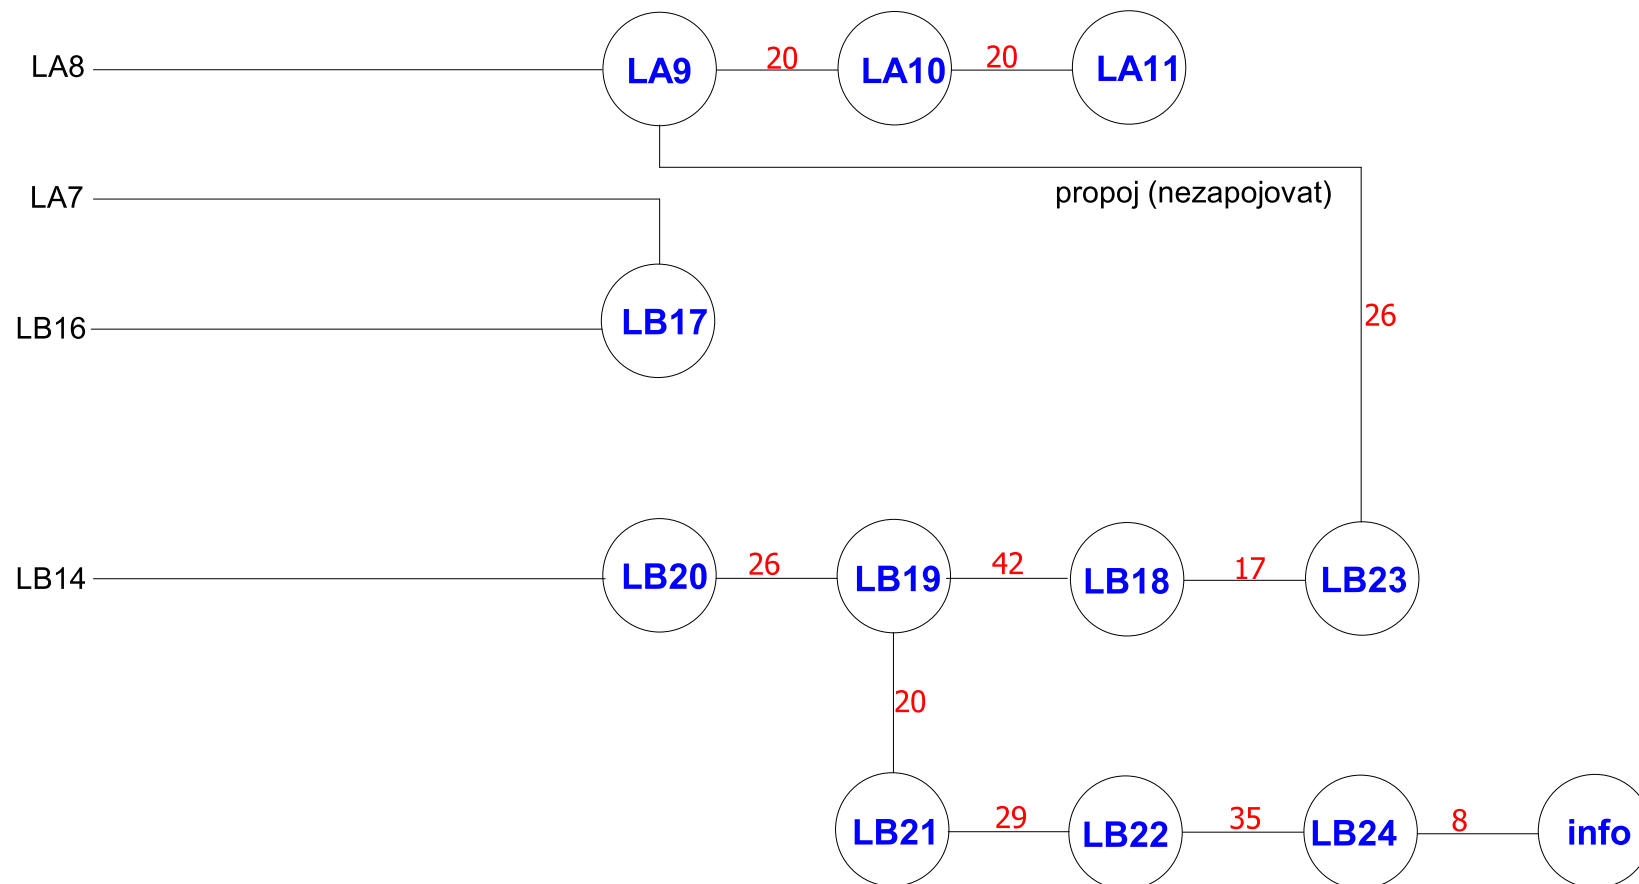 LA8 LA9 20 LA10 20 LA11
LA7
propoj (nezapojovat)
LB16 LB17
26
LB14 LB20 26 LB19 42 LB18 17 LB23
20
LB21 29 LB22 35 LB24 8 info